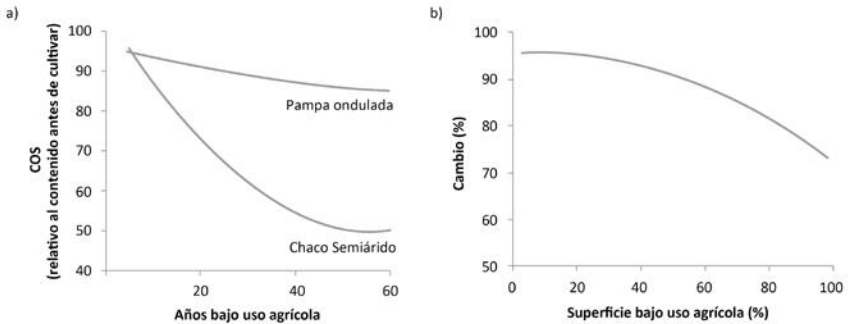 a)
100
90
80
70
60
50
40
COS
(relativo al contenido antes de cultivar)
Pampa ondulada
Chaco Semiárido
20
40
60
Años bajo uso agrícola
b)
100
90
80
70
60
50
Cambio (%)
0
20
40
60
80
100
Superficie bajo uso agrícola (%)